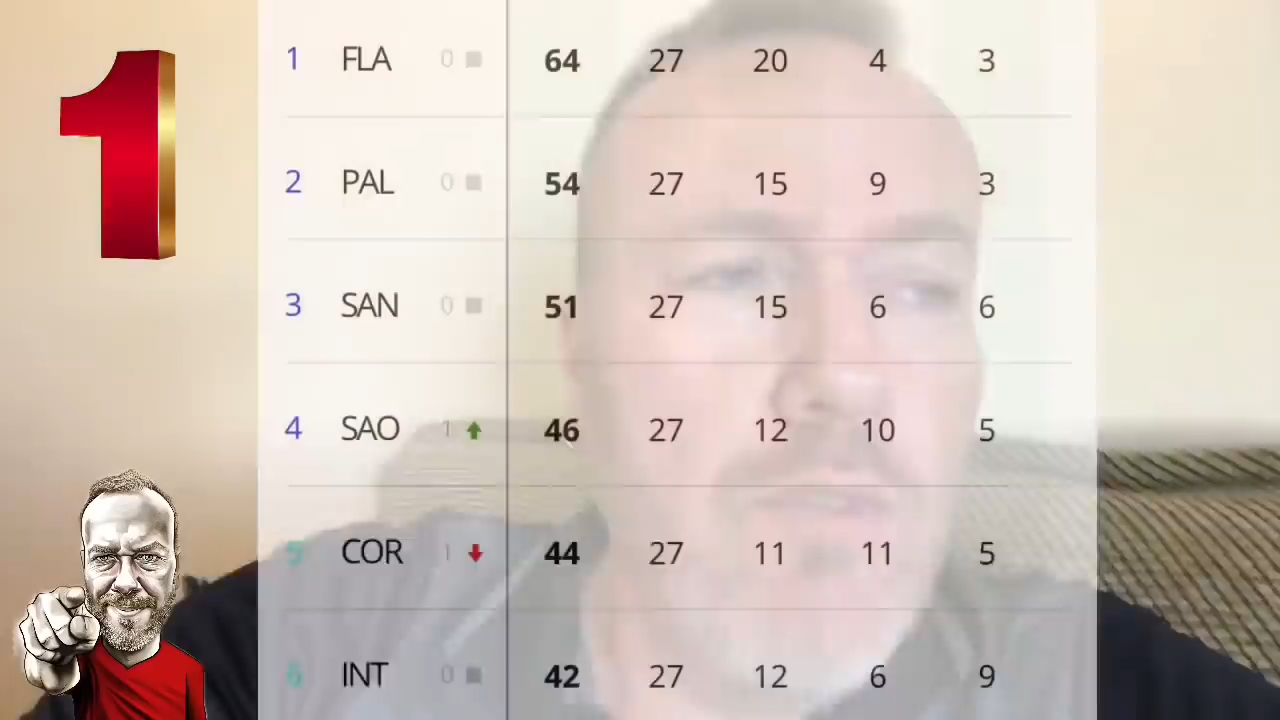 1
1 FLA 0 64 27 20 4 3
2 PAL 0 54 27 15 9 3
3 SAN 0 51 27 15 6 6
4 SAO 1 46 27 12 10 5
5 COR 1 44 27 11 11 5
6 INT 0 42 27 12 6 9